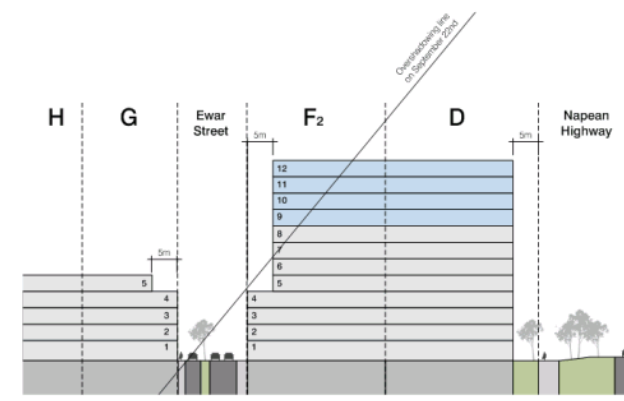 Overshadowing line
on September 22nd
H
G
Ewar
Street
F2
D
Napean
Highway
5m
5m
12
11
10
9
8
7
6
5
5m
5
4
3
2
1
4
3
2
1